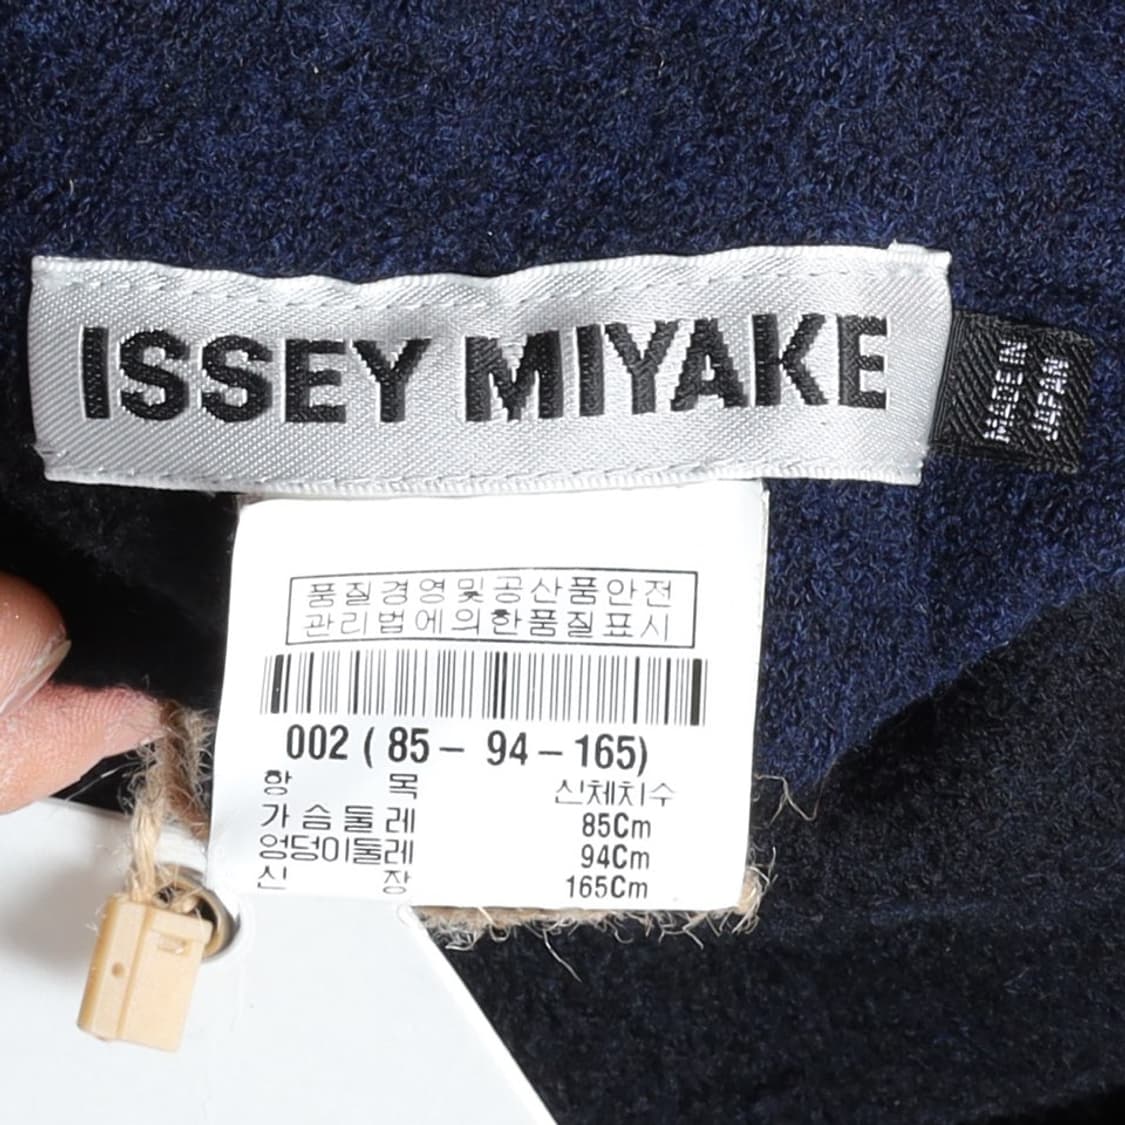 ISSEY MIYAKE
MADE IN
JAPAN
품질경영및공산품안전
관리법에의한품질표시
002 ( 85 – 94 – 165)
항 목 신체치수
가슴둘레 85Cm
엉덩이둘레 94Cm
신 장 165Cm